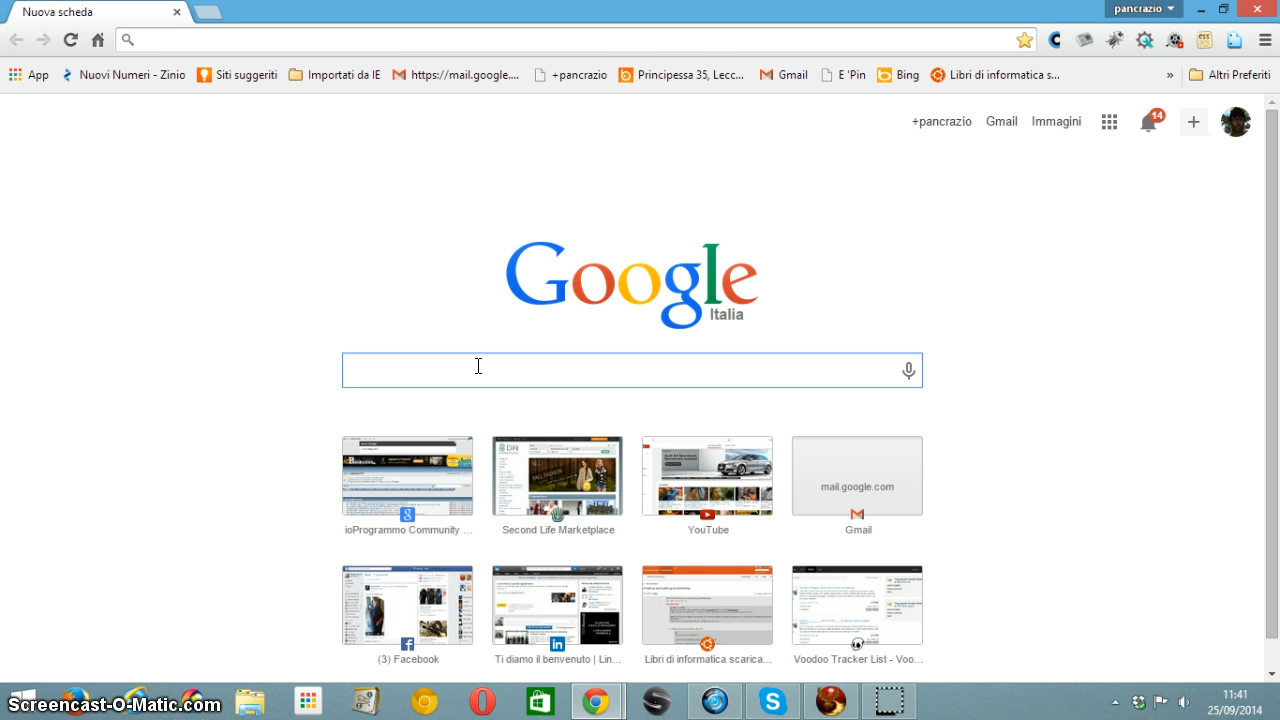 Nuova scheda
pancrazio
App
Nuovi Numeri - Zinio
Siti suggeriti
Importati da IE
https://mail.google....
+pancrazio
Principessa 35, Lecc...
Gmail
E 'Pin
Bing
Libri di informatica s...
»
Altri Preferiti
+pancrazio
Gmail
Immagini
14
Google
Italia
mail.google.com
ioProgrammo Community ...
Second Life Marketplace
YouTube
Gmail
(3) Facebook
Ti diamo il benvenuto | Lin...
Libri di informatica scarica...
Voodoo Tracker List - Voo...
Screencast-O-Matic.com
11:41
25/09/2014